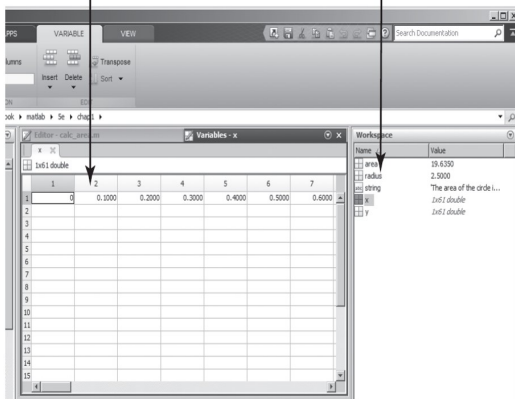 APPS VARIABLE VIEW Search Documentation
Transpose
Insert Delete Sort
EDIT
matlab 5e chap1
Editor - calc_area.m Variables - x Workspace
x Name Value
1x61 double area 19.6350
radius 2.5000
string 'The area of the circle i...
x 1x61 double
y 1x61 double
1 2 3 4 5 6 7
1 0 0.1000 0.2000 0.3000 0.4000 0.5000 0.6000
2
3
4
5
6
7
8
9
10
11
12
13
14
15